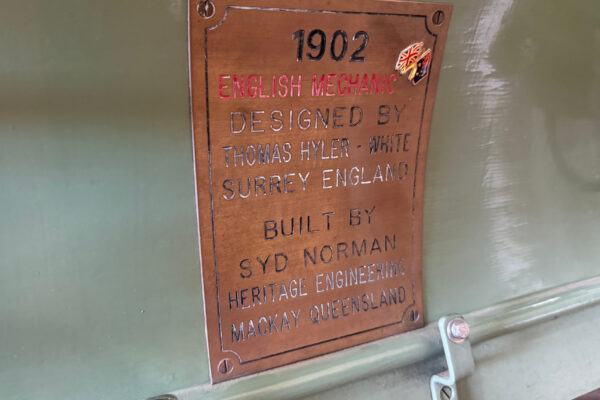 1902
ENGLISH MECHANIC
DESIGNED BY
THOMAS HYLER - WHITE
SURREY ENGLAND
BUILT BY
SYD NORMAN
HERITAGE ENGINEERING
MACKAY QUEENSLAND